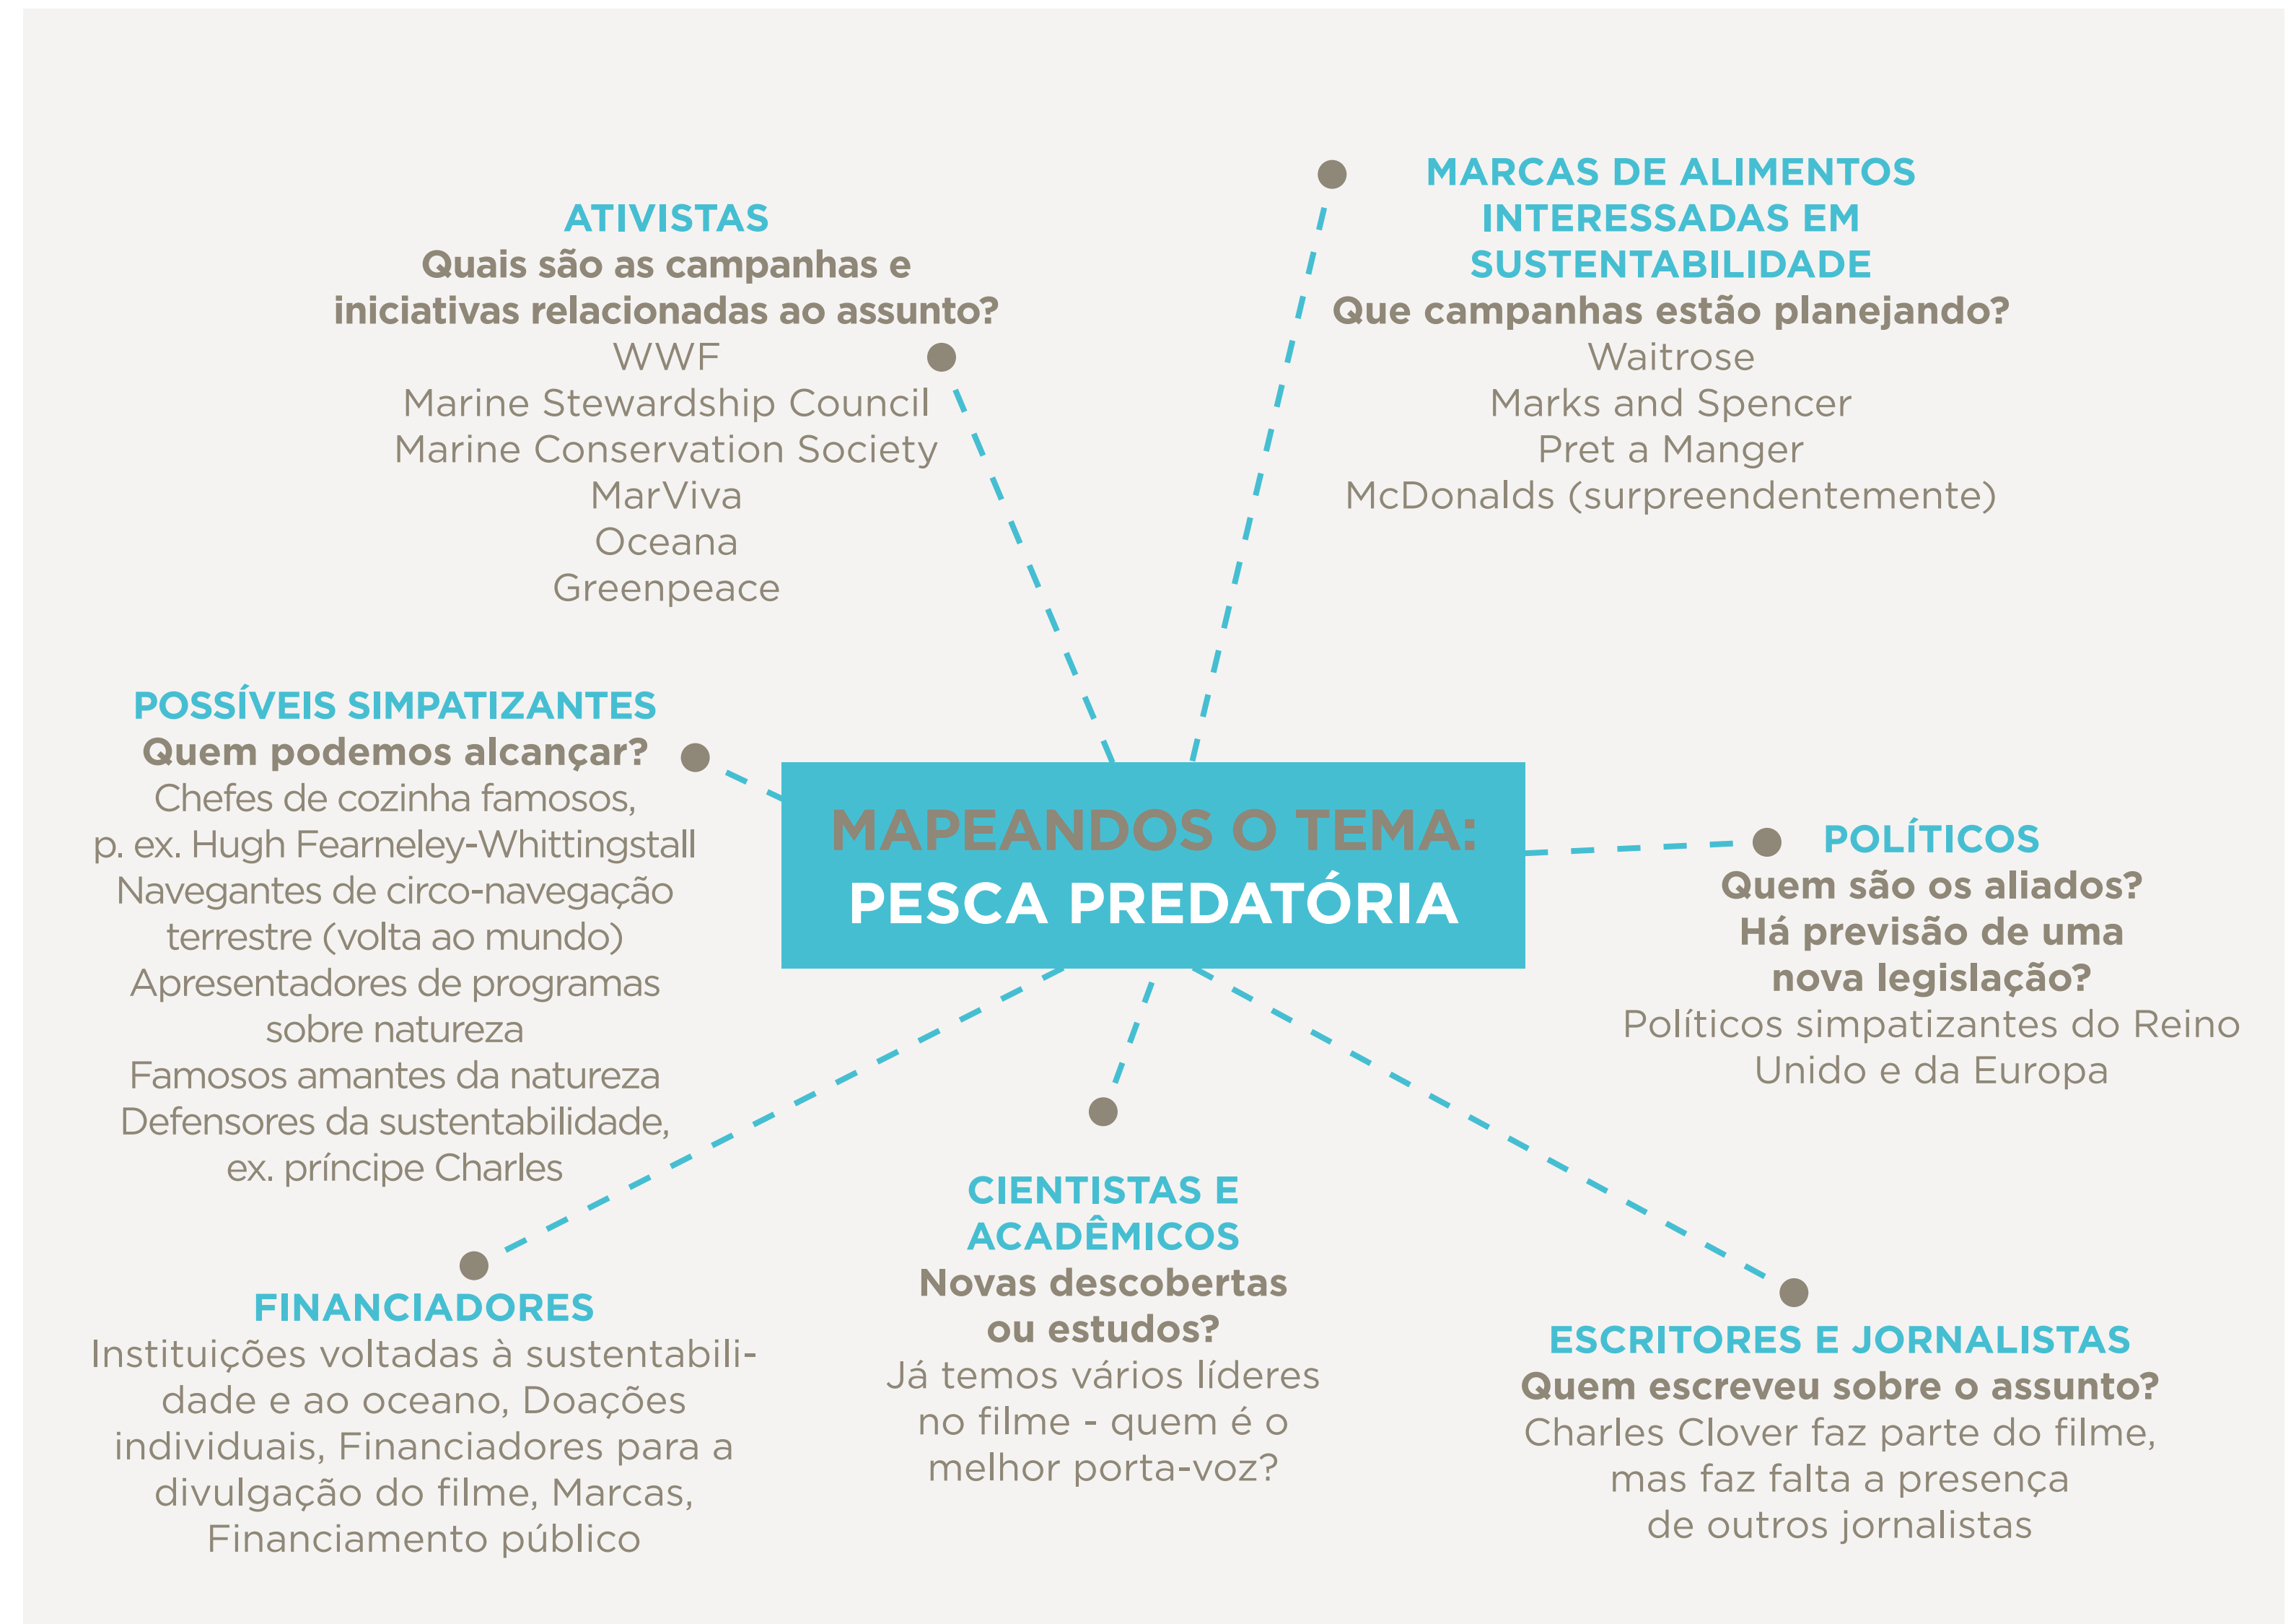 ATIVISTAS
Quais são as campanhas e
iniciativas relacionadas ao assunto?
WWF
Marine Stewardship Council
Marine Conservation Society
MarViva
Oceana
Greenpeace
MARCAS DE ALIMENTOS
INTERESSADAS EM
SUSTENTABILIDADE
Que campanhas estão planejando?
Waitrose
Marks and Spencer
Pret a Manger
McDonalds (surpreendentemente)
POSSÍVEIS SIMPATIZANTES
Quem podemos alcançar?
Chefes de cozinha famosos,
p. ex. Hugh Fearneley-Whittingstall
Navegantes de circo-navegação
terrestre (volta ao mundo)
Apresentadores de programas
sobre natureza
Famosos amantes da natureza
Defensores da sustentabilidade,
ex. príncipe Charles
MAPEANDOS O TEMA:
PESCA PREDATÓRIA
POLÍTICOS
Quem são os aliados?
Há previsão de uma
nova legislação?
Políticos simpatizantes do Reino
Unido e da Europa
FINANCIADORES
Instituições voltadas à sustentabili-
dade e ao oceano, Doações
individuais, Financiadores para a
divulgação do filme, Marcas,
Financiamento público
CIENTISTAS E
ACADÊMICOS
Novas descobertas
ou estudos?
Já temos vários líderes
no filme - quem é o
melhor porta-voz?
ESCRITORES E JORNALISTAS
Quem escreveu sobre o assunto?
Charles Clover faz parte do filme,
mas faz falta a presença
de outros jornalistas